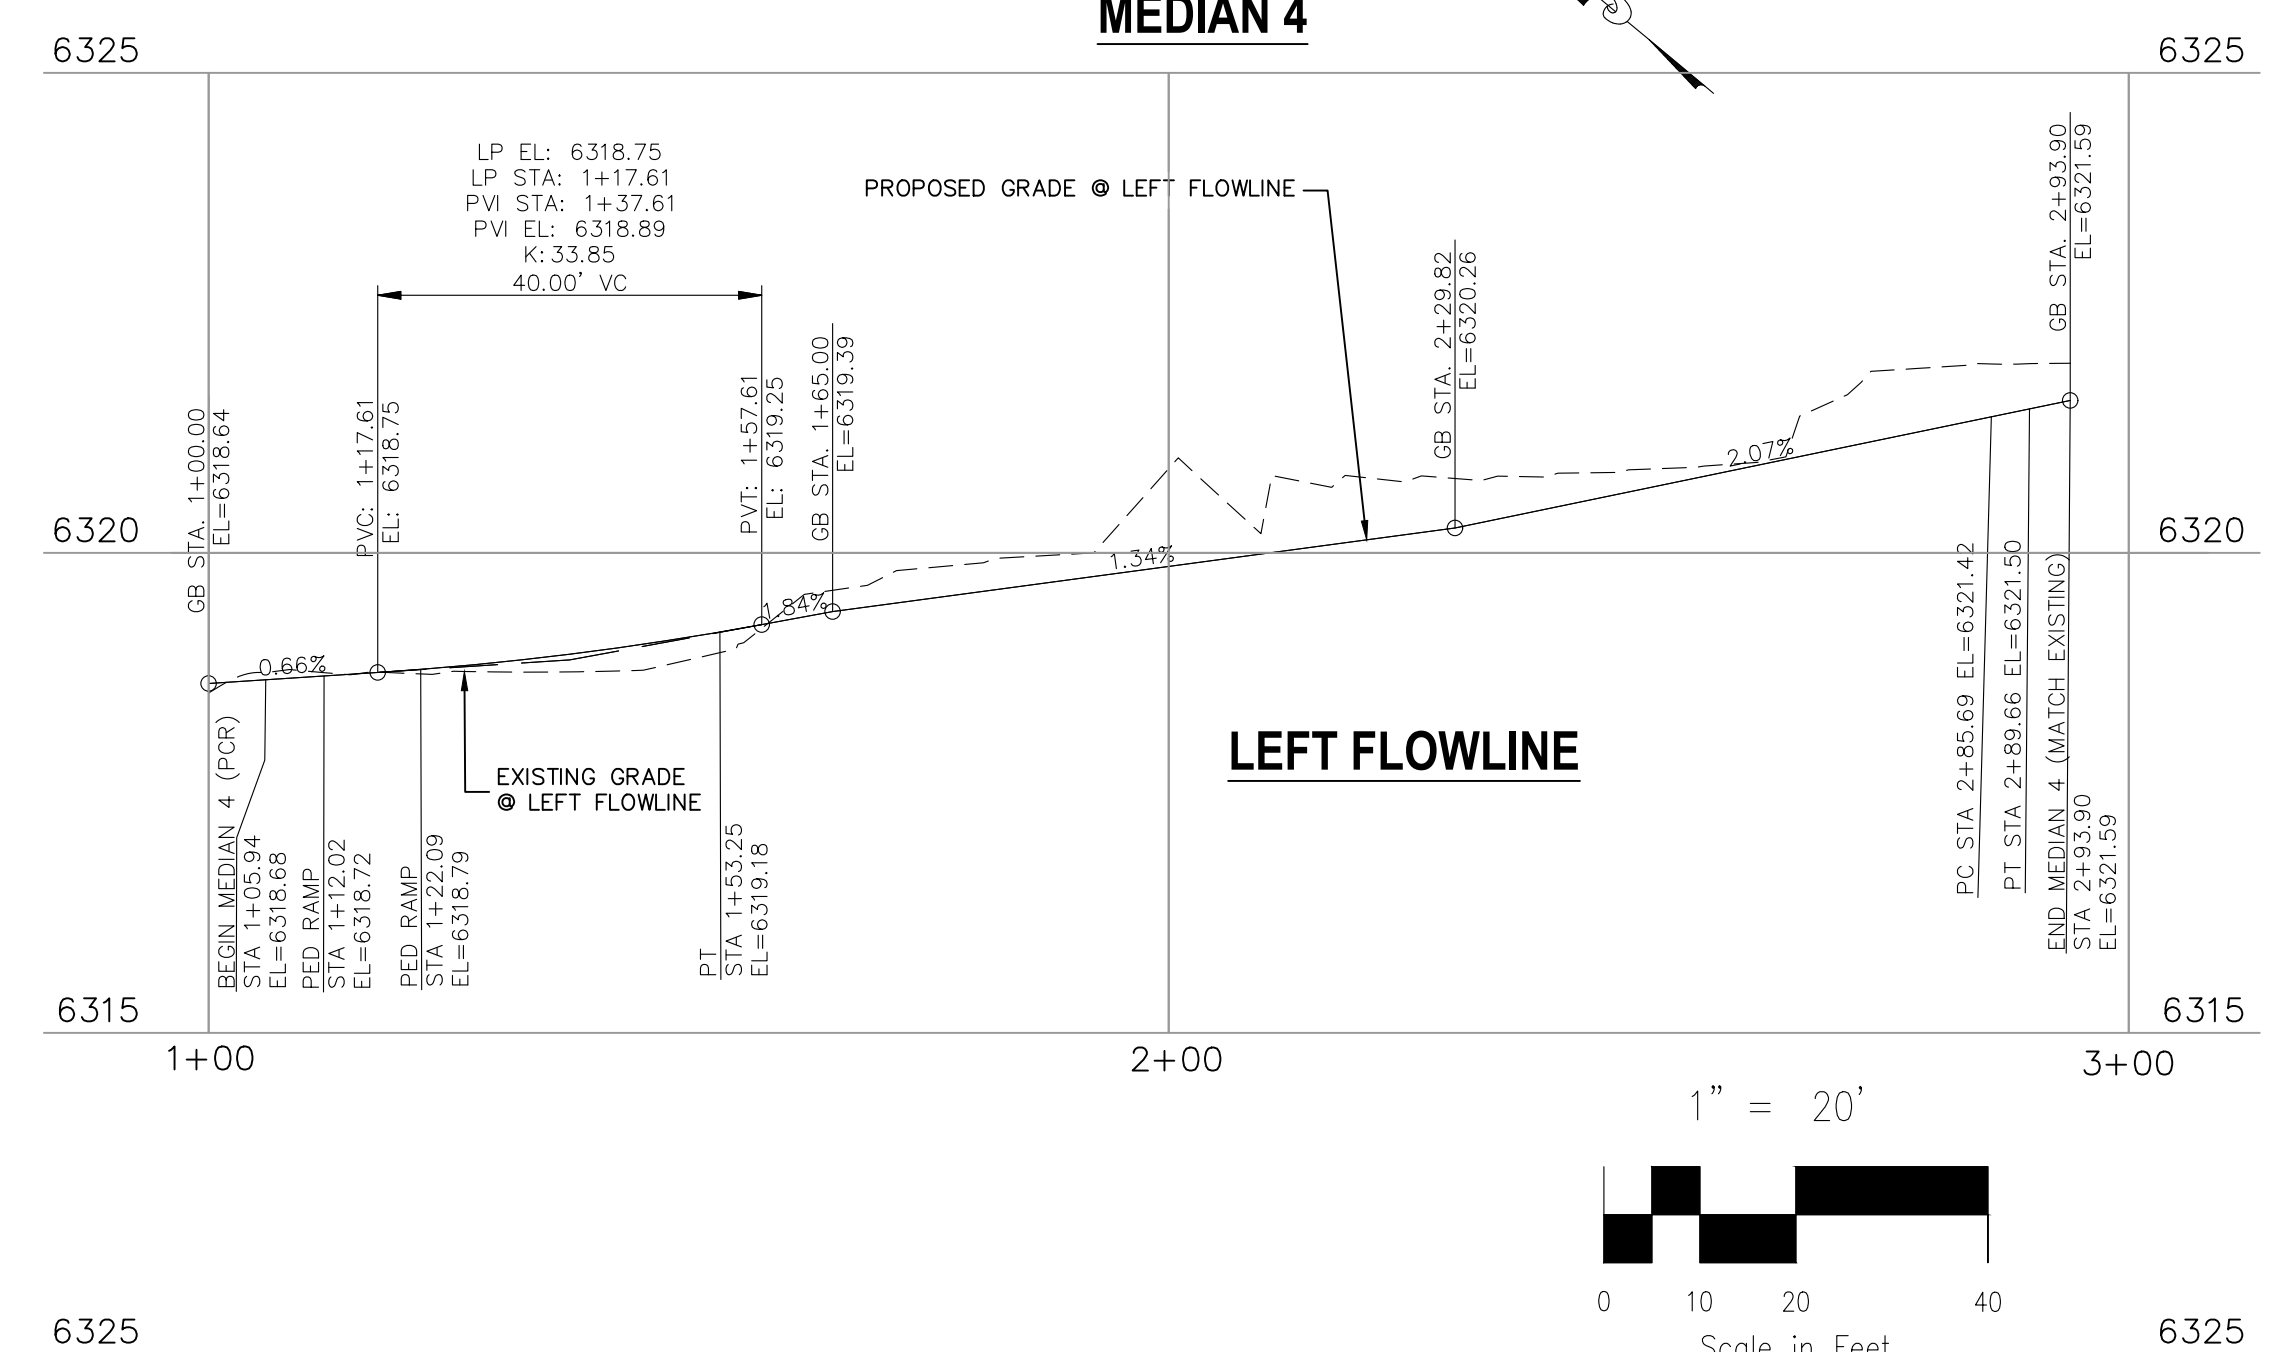 MEDIAN 4
6325
6325
LP EL: 6318.75
LP STA: 1+17.61
PVI STA: 1+37.61
PVI EL: 6318.89
K: 33.85
40.00' VC
PROPOSED GRADE @ LEFT FLOWLINE
GB STA. 1+00.00
EL=6318.64
PVC: 1+17.61
EL: 6318.75
PVT: 1+57.61
EL: 6319.25
GB STA. 1+65.00
EL=6319.39
GB STA. 2+29.82
EL=6320.26
GB STA. 2+93.90
EL=6321.59
6320
6320
0.66%
1.84%
1.34%
2.07%
EXISTING GRADE
@ LEFT FLOWLINE
LEFT FLOWLINE
BEGIN MEDIAN 4 (PCR)
STA 1+05.94
EL=6318.68
PED RAMP
STA 1+12.02
EL=6318.72
PED RAMP
STA 1+22.09
EL=6318.79
PT
STA 1+53.25
EL=6319.18
PC STA 2+85.69 EL=6321.42
PT STA 2+89.66 EL=6321.50
END MEDIAN 4 (MATCH EXISTING)
STA 2+93.90
EL=6321.59
6315
6315
1+00
2+00
3+00
1" = 20'
0 10 20 40
Scale in Feet
6325
6325